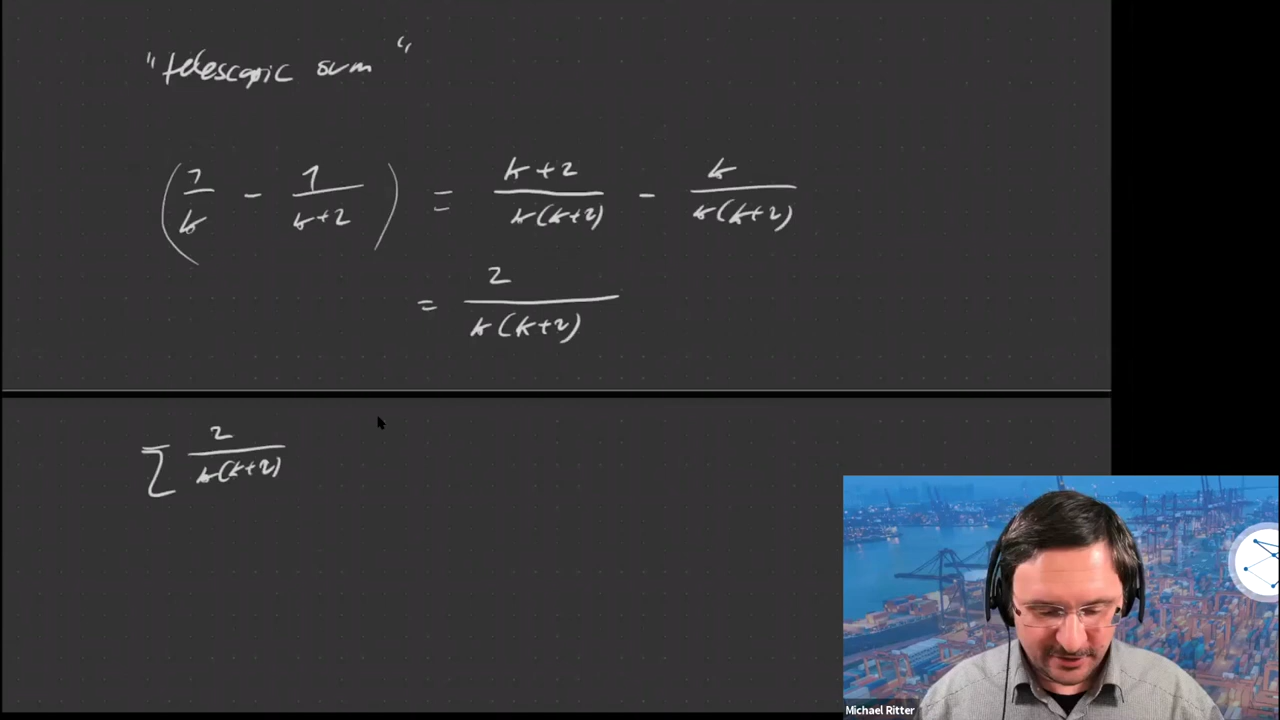 "telescopic sum"
(1/k - 1/(k+2)) = (k+2)/(k(k+2)) - k/(k(k+2))
= 2/(k(k+2))
Σ 2/(k(k+2))
Michael Ritter